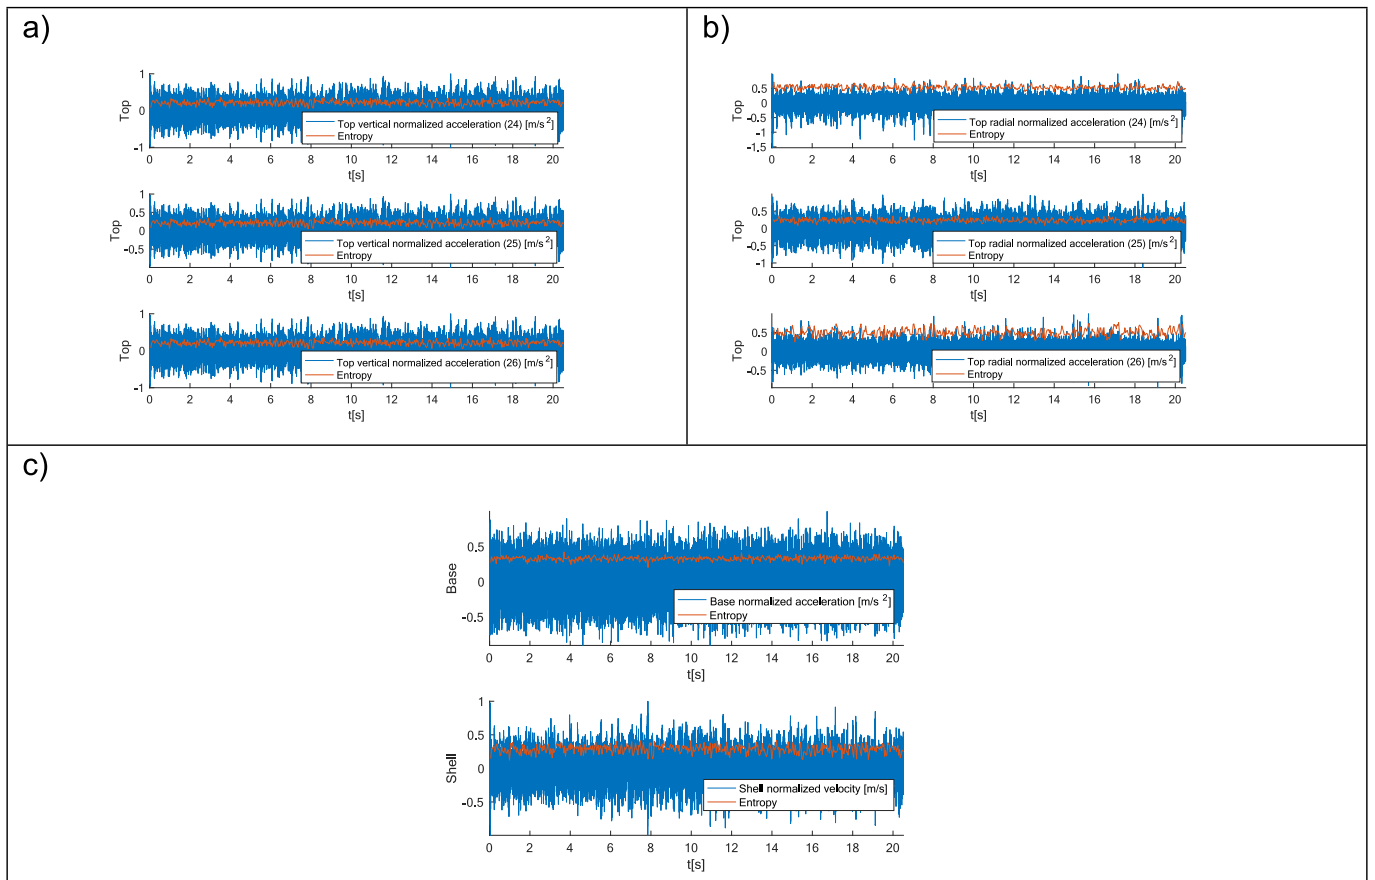 a)
1
0
-1
Top
0 2 4 6 8 10 12 14 16 18 20
t[s]
Top vertical normalized acceleration (24) [m/s 2]
Entropy
1
0.5
0
-0.5
Top
0 2 4 6 8 10 12 14 16 18 20
t[s]
Top vertical normalized acceleration (25) [m/s 2]
Entropy
1
0
-1
Top
0 2 4 6 8 10 12 14 16 18 20
t[s]
Top vertical normalized acceleration (26) [m/s 2]
Entropy
b)
1
0.5
0
-0.5
-1
-1.5
Top
0 2 4 6 8 10 12 14 16 18 20
t[s]
Top radial normalized acceleration (24) [m/s 2]
Entropy
0.5
0
-0.5
-1
Top
0 2 4 6 8 10 12 14 16 18 20
t[s]
Top radial normalized acceleration (25) [m/s 2]
Entropy
0.5
0
-0.5
Top
0 2 4 6 8 10 12 14 16 18 20
t[s]
Top radial normalized acceleration (26) [m/s 2]
Entropy
c)
0.5
0
-0.5
Base
0 2 4 6 8 10 12 14 16 18 20
t[s]
Base normalized acceleration [m/s 2]
Entropy
1
0.5
0
-0.5
Shell
0 2 4 6 8 10 12 14 16 18 20
t[s]
Shell normalized velocity [m/s]
Entropy